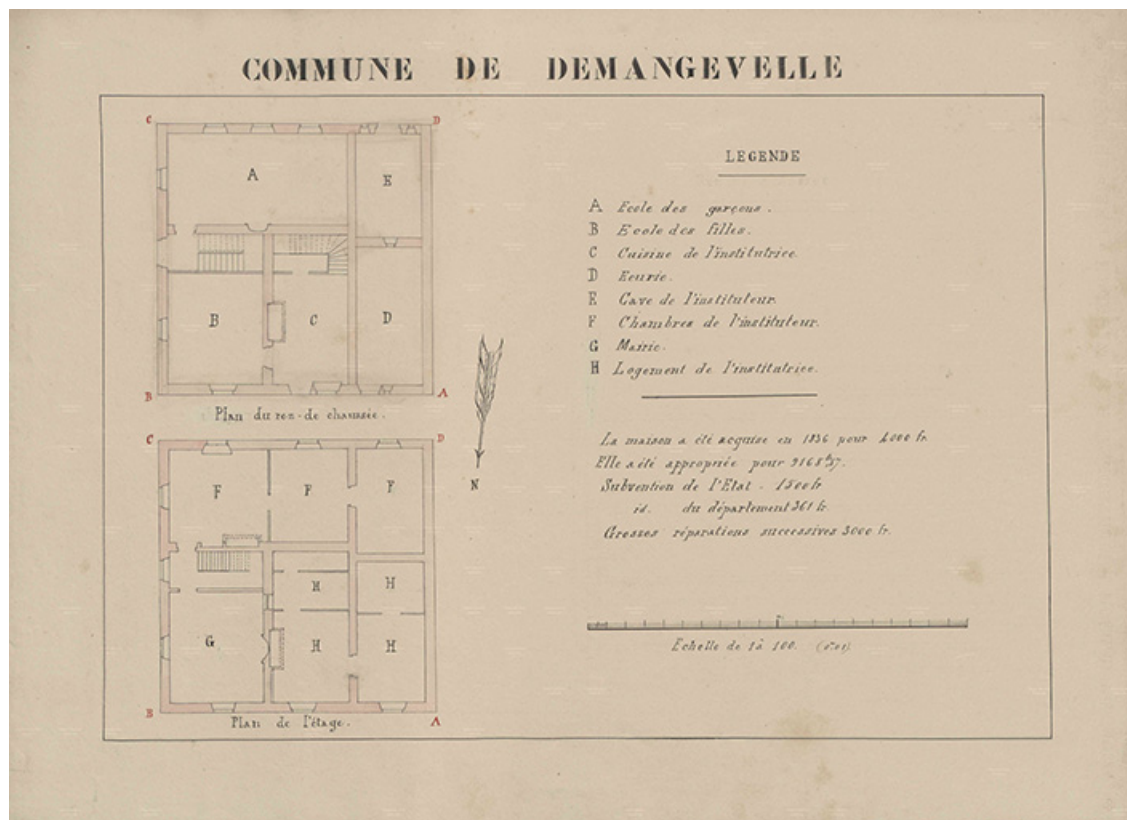 COMMUNE DE DEMANGEVELLE
C D
A E
B C D
B A
Plan du rez-de chaussée.
C D
F F F
H H
G H H
B A
Plan de l'étage.
N
LEGENDE
A Ecole des garçons.
B Ecole des filles.
C Cuisine de l'institutrice.
D Ecurie.
E Cave de l'instituteur.
F Chambres de l'instituteur.
G Mairie.
H Logement de l'institutrice.
La maison a été acquise en 1836 pour 4000 fr.
Elle a été appropriée pour
Subvention de l'Etat. 1500 fr
id. du département 361 fr.
Grosses réparations successives 3000 fr.
Echelle de 1 à 100.